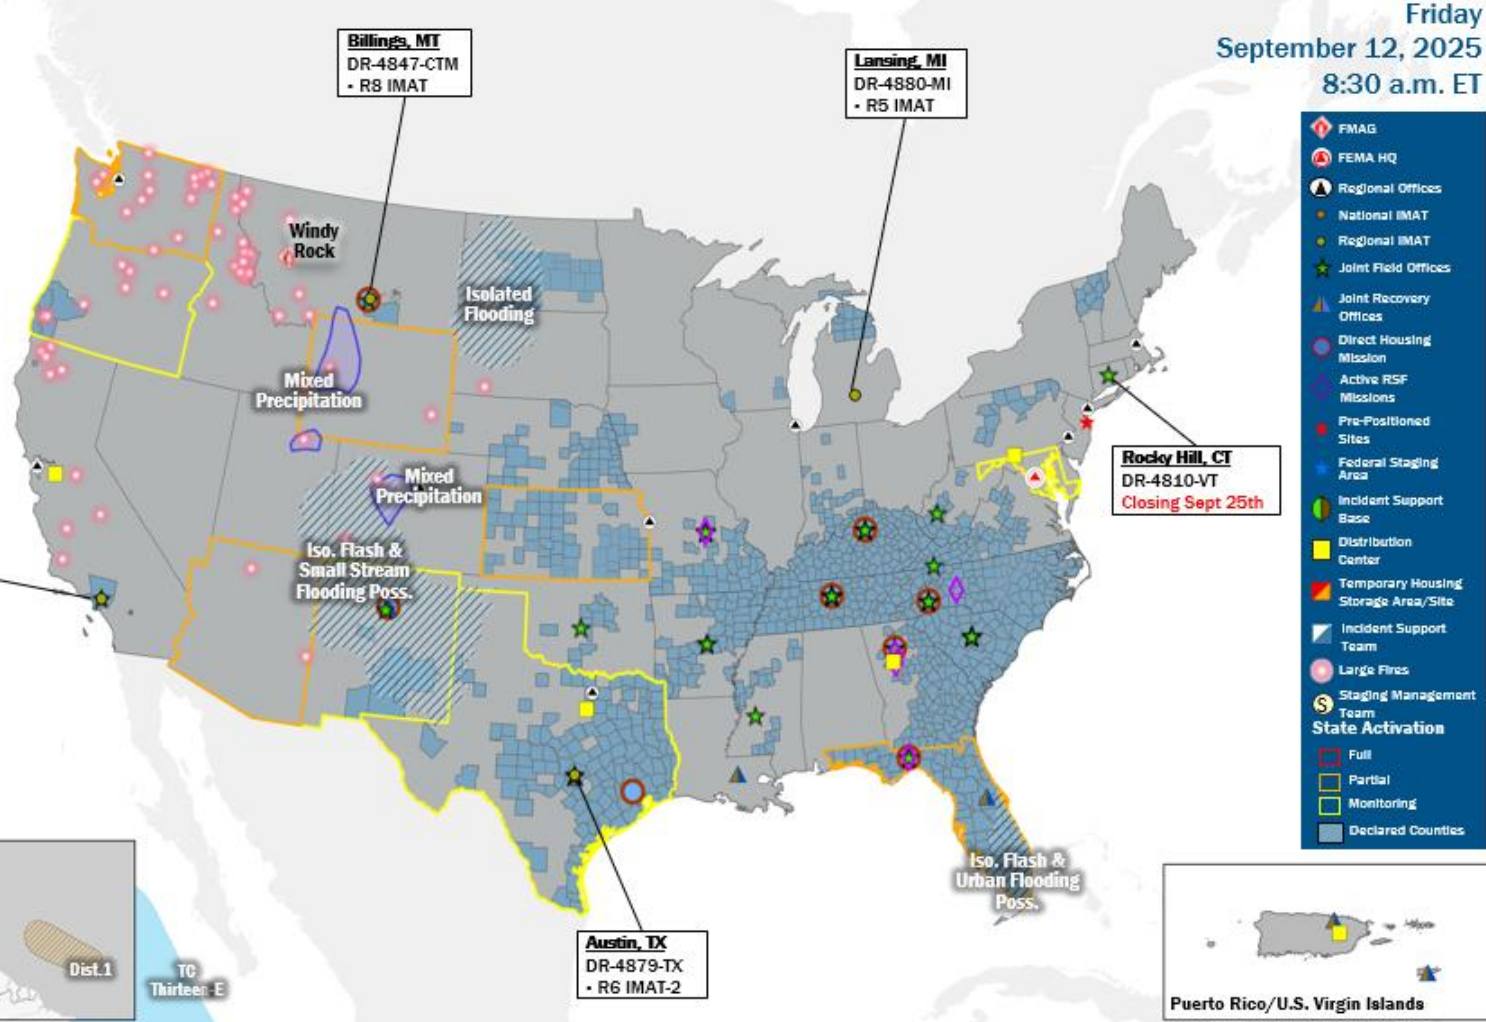 Friday
September 12, 2025
8:30 a.m. ET
Billings, MT
DR-4847-CTM
• R8 IMAT
Lansing, MI
DR-4880-MI
• R5 IMAT
Windy
Rock
Isolated
Flooding
Mixed
Precipitation
Mixed
Precipitation
Iso. Flash &
Small Stream
Flooding Poss.
Rocky Hill, CT
DR-4810-VT
Closing Sept 25th
Iso. Flash &
Urban Flooding
Poss.
Austin, TX
DR-4879-TX
• R6 IMAT-2
Dist.1
TC
Thirteen-E
Puerto Rico/U.S. Virgin Islands
FMAG
FEMA HQ
Regional Offices
National IMAT
Regional IMAT
Joint Field Offices
Joint Recovery
Offices
Direct Housing
Mission
Active RSF
Missions
Pre-Positioned
Sites
Federal Staging
Area
Incident Support
Base
Distribution
Center
Temporary Housing
Storage Area/Site
Incident Support
Team
Large Fires
S
Staging Management
Team
State Activation
Full
Partial
Monitoring
Declared Counties